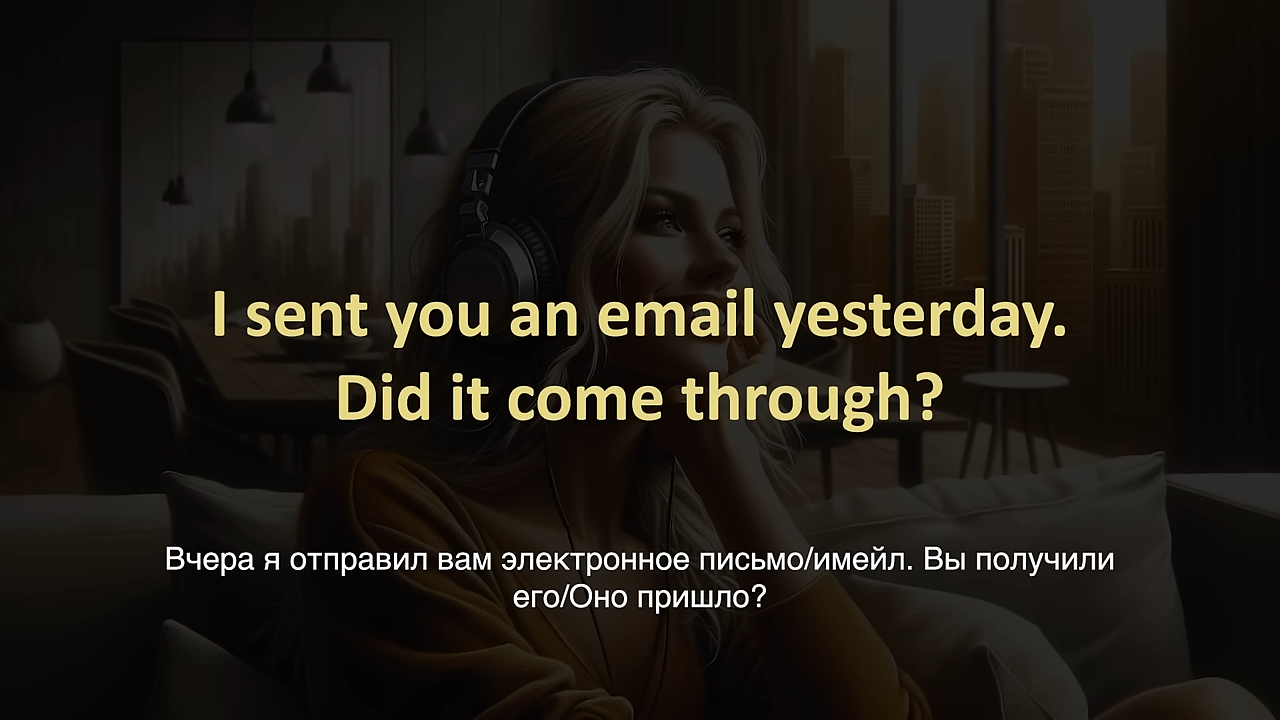 I sent you an email yesterday.
Did it come through?
Вчера я отправил вам электронное письмо/имейл. Вы получили
его/Оно пришло?